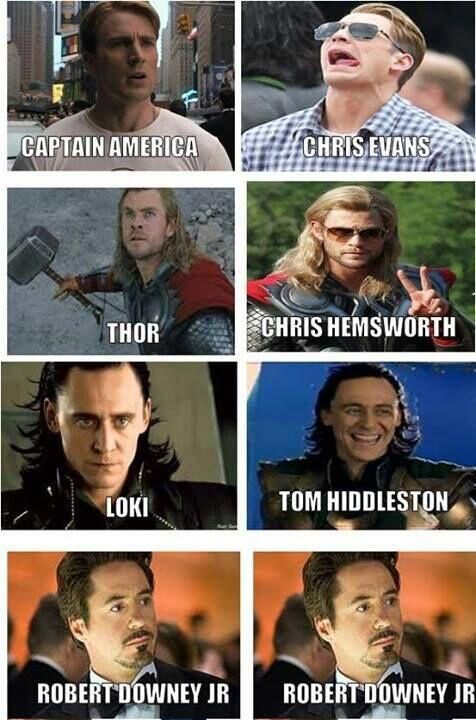 CAPTAIN AMERICA
CHRIS EVANS
THOR
CHRIS HEMSWORTH
LOKI
TOM HIDDLESTON
ROBERT DOWNEY JR
ROBERT DOWNEY JR